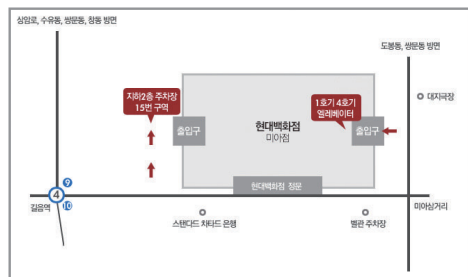 상암로, 수유동, 쌍문동, 창동 방면
도봉동, 쌍문동 방면
지하2층 주차장
15번 구역
1호기 4호기
엘레베이터
대지극장
출입구
현대백화점
미아점
출입구
현대백화점 정문
9
4
10
길음역
미아삼거리
스탠다드 차타드 은행
별관 주차장